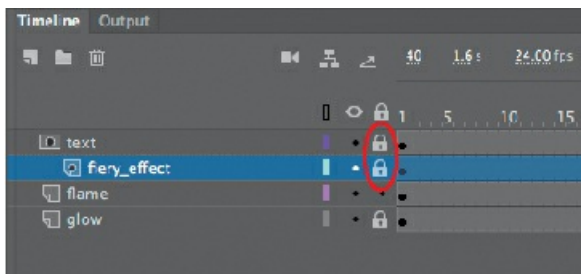 Timeline Output
40 1.6 s 24.00 fps
1 5 10 15
text
fiery_effect
flame
glow